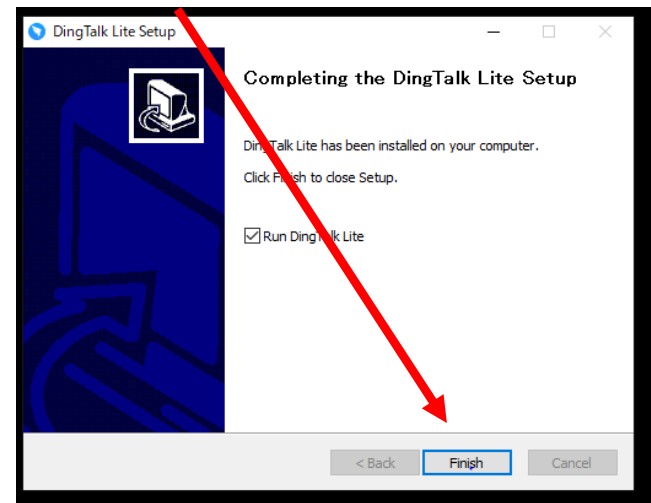 DingTalk Lite Setup
Completing the DingTalk Lite Setup
DingTalk Lite has been installed on your computer.
Click Finish to close Setup.
Run DingTalk Lite
< Back
Finish
Cancel